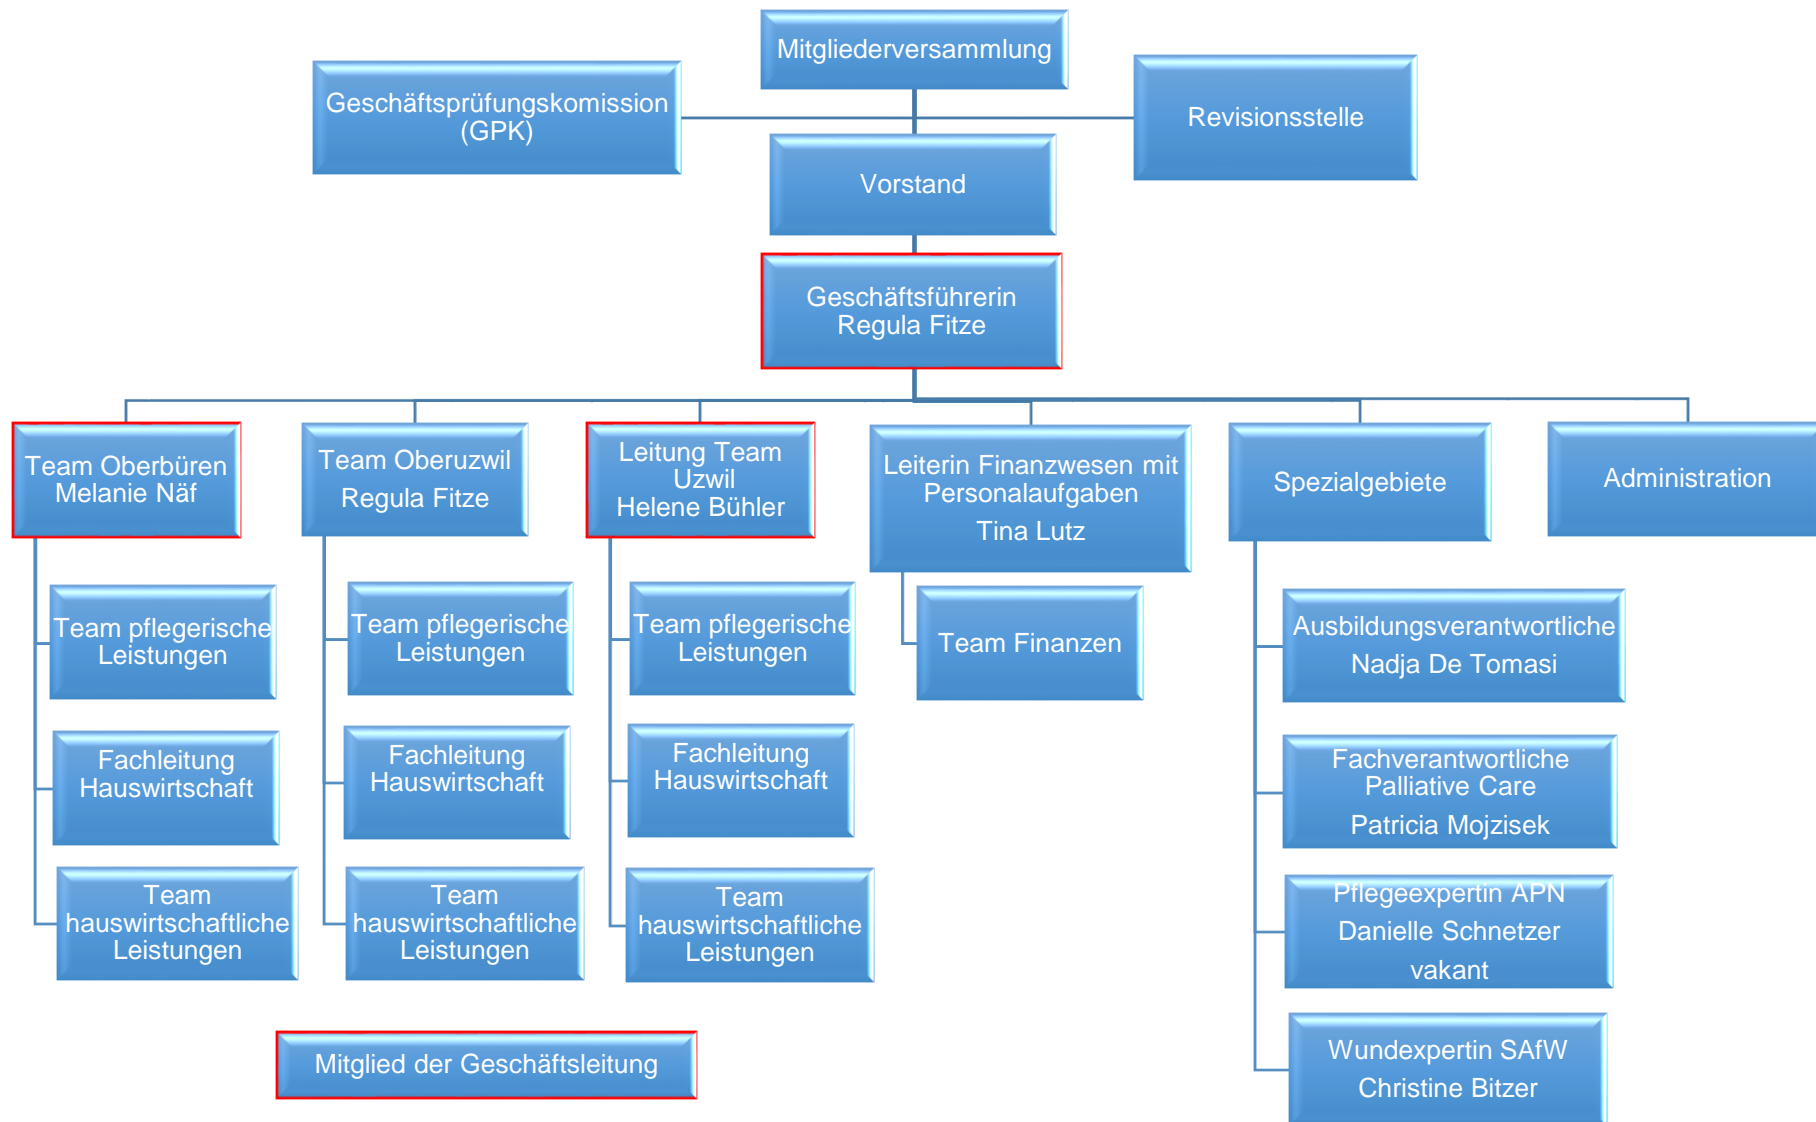 Mitgliederversammlung
Geschäftsprüfungskomission
(GPK)
Revisionsstelle
Vorstand
Geschäftsführerin
Regula Fitze
Team Oberbüren
Melanie Näf
Team Oberuzwil
Regula Fitze
Leitung Team
Uzwil
Helene Bühler
Leiterin Finanzwesen mit
Personalaufgaben
Tina Lutz
Spezialgebiete
Administration
Team pflegerische
Leistungen
Fachleitung
Hauswirtschaft
Team
hauswirtschaftliche
Leistungen
Team pflegerische
Leistungen
Fachleitung
Hauswirtschaft
Team
hauswirtschaftliche
Leistungen
Team pflegerische
Leistungen
Fachleitung
Hauswirtschaft
Team
hauswirtschaftliche
Leistungen
Team Finanzen
Ausbildungsverantwortliche
Nadja De Tomasi
Fachverantwortliche
Palliative Care
Patricia Mojzisek
Pflegeexpertin APN
Danielle Schnetzer
vakant
Wundexpertin SAfW
Christine Bitzer
Mitglied der Geschäftsleitung